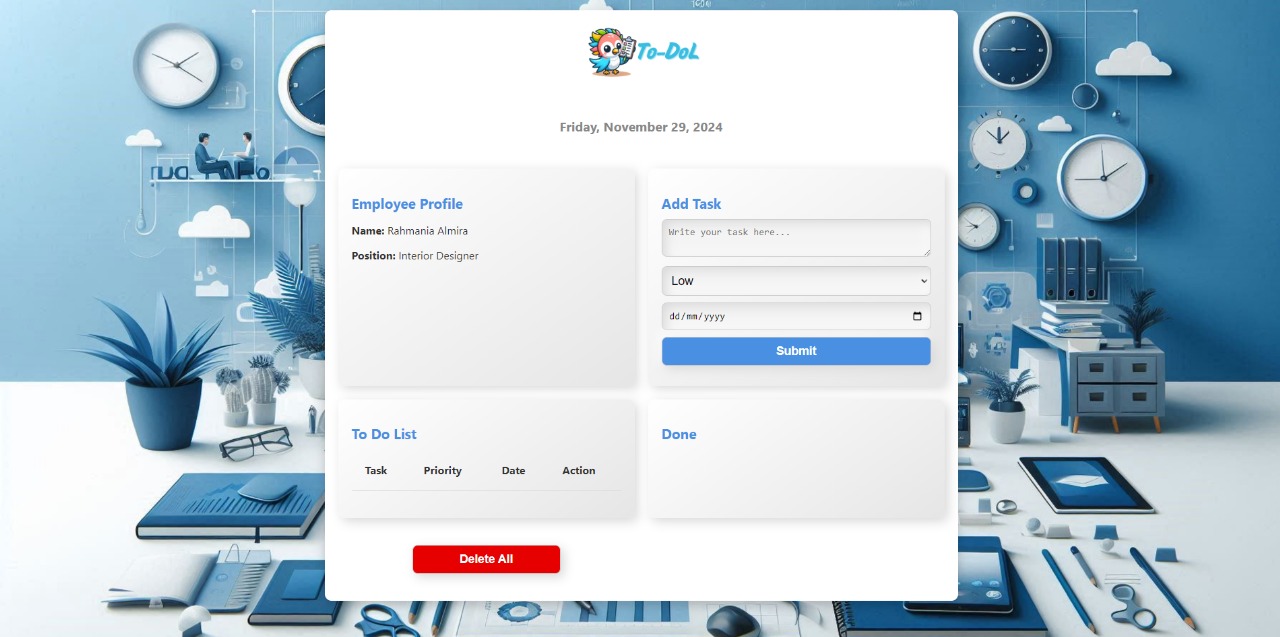 To-DoL
Friday, November 29, 2024
Employee Profile
Name: Rahmania Almira
Position: Interior Designer
Add Task
Write your task here...
Low
dd/mm/yyyy
Submit
To Do List
Task Priority Date Action
Done
Delete All